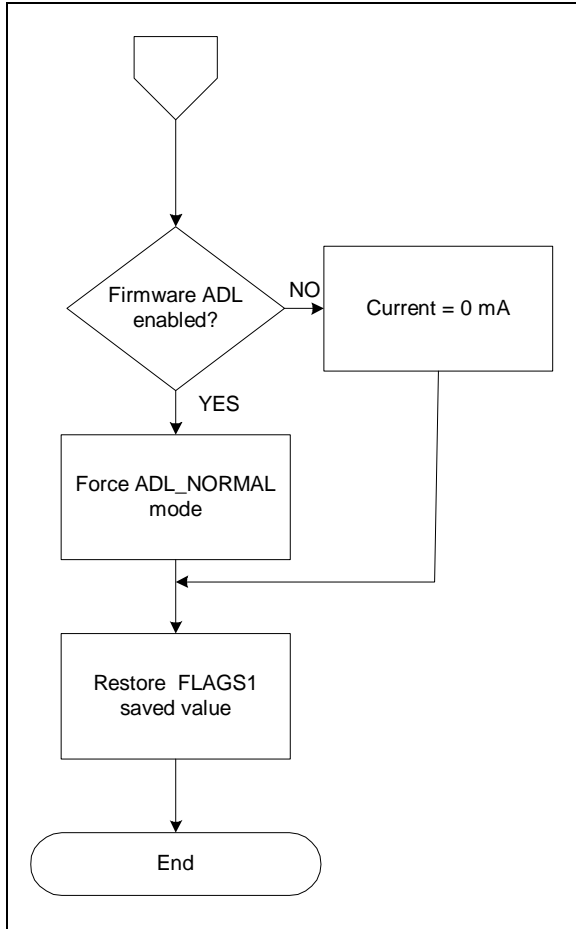 Firmware ADL
enabled?
NO
Current = 0 mA
YES
Force ADL_NORMAL
mode
Restore FLAGS1
saved value
End